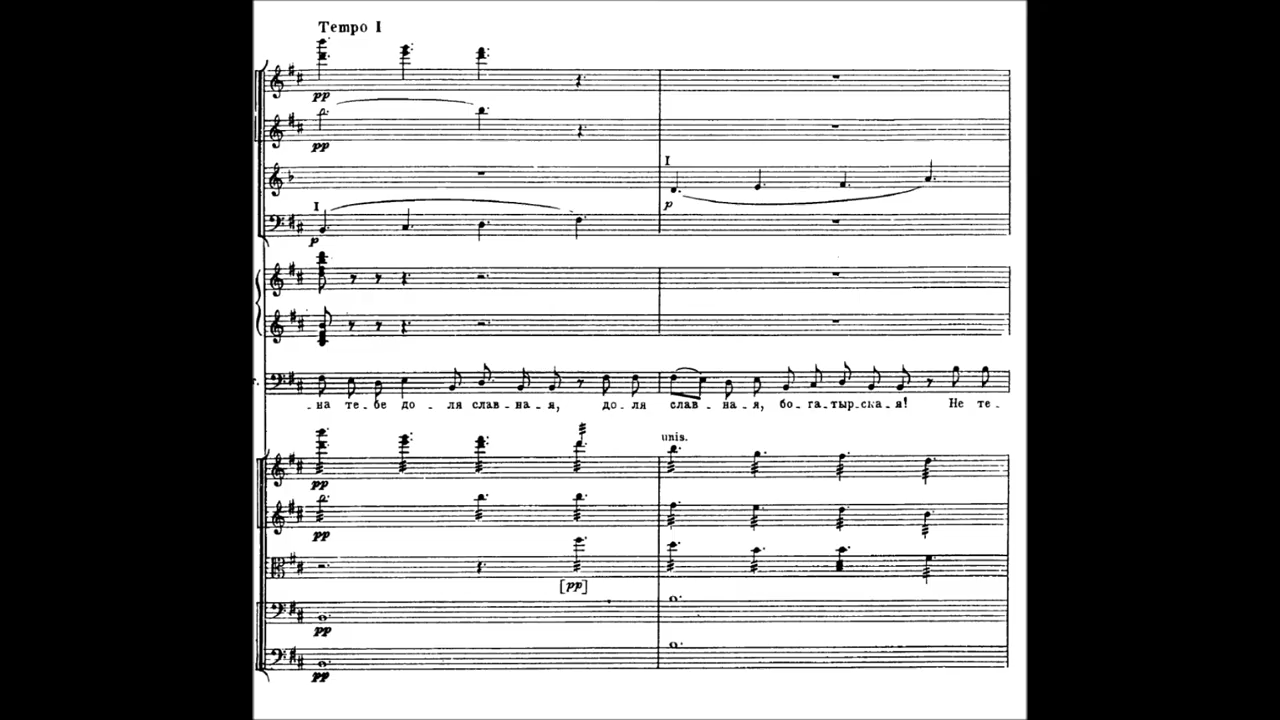 Tempo I
pp
pp
I
p
I
p
- на те - бе до - ля слав - на - я, до - ля слав - на - я, бо - га - тыр - ска - я! Не те -
unis.
pp
pp
[pp]
pp
pp